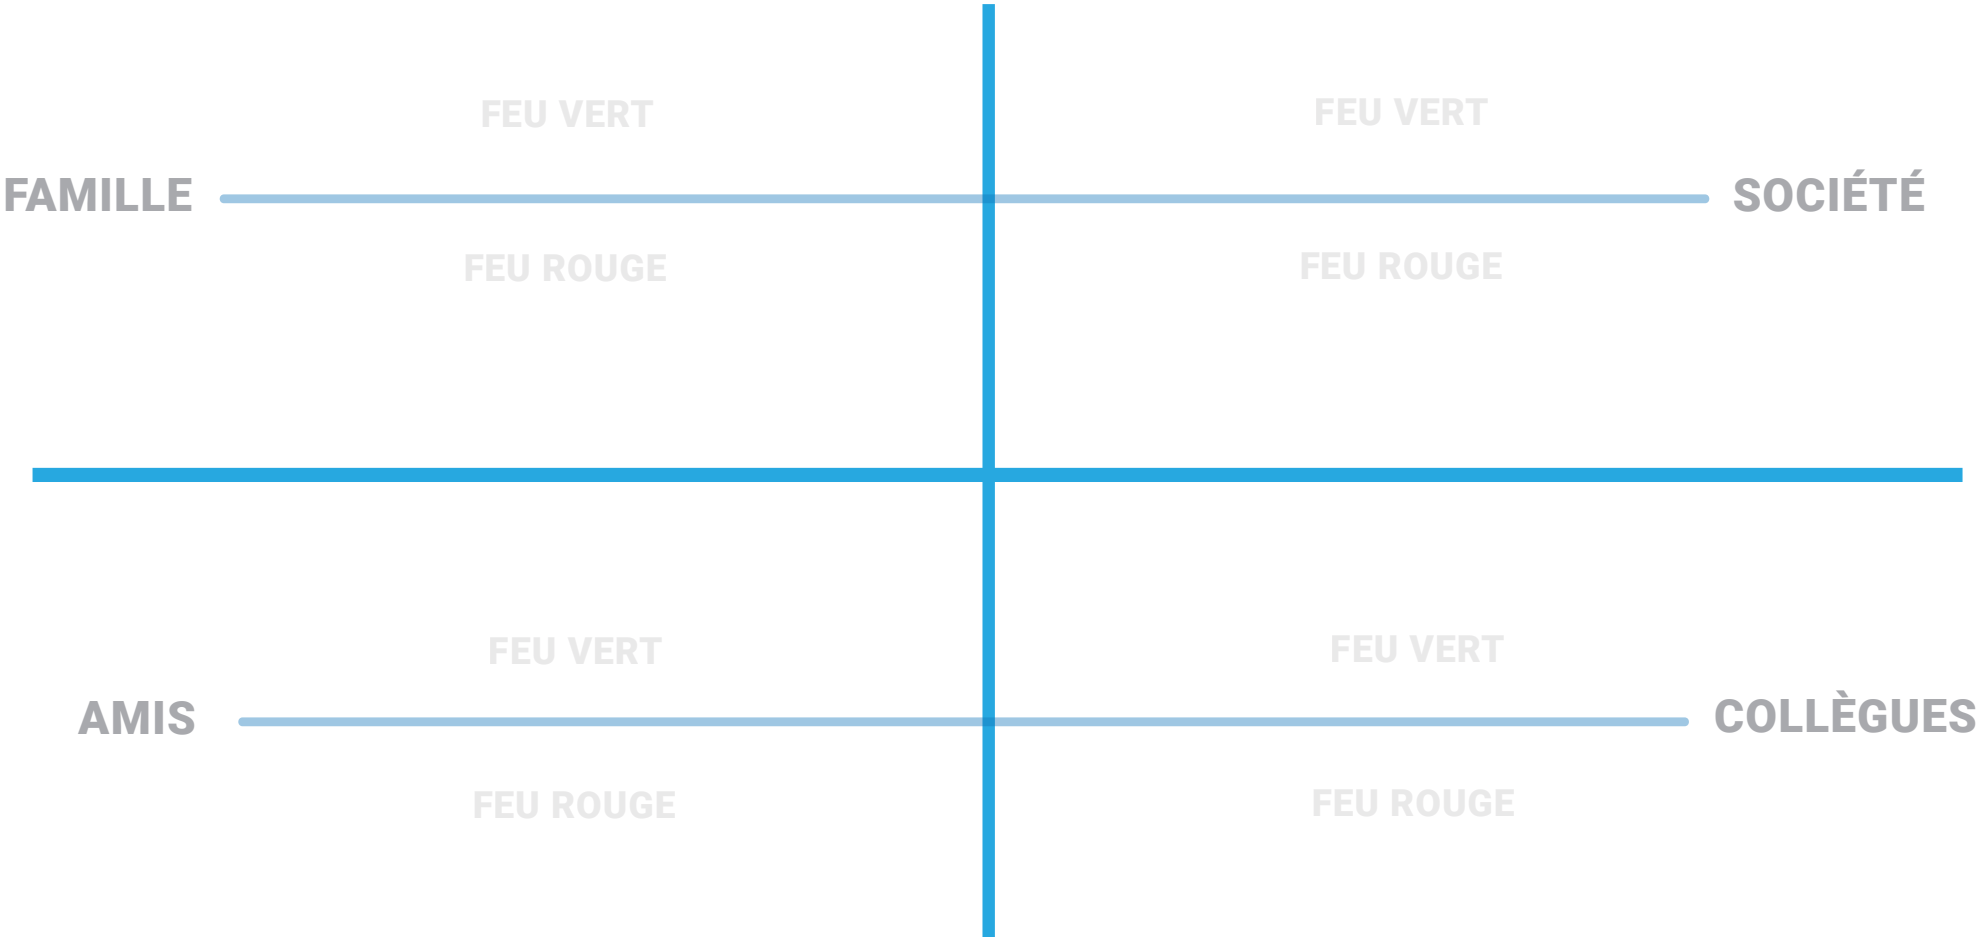 FEU VERT
FEU VERT
FAMILLE
SOCIÉTÉ
FEU ROUGE
FEU ROUGE
FEU VERT
FEU VERT
AMIS
COLLÈGUES
FEU ROUGE
FEU ROUGE